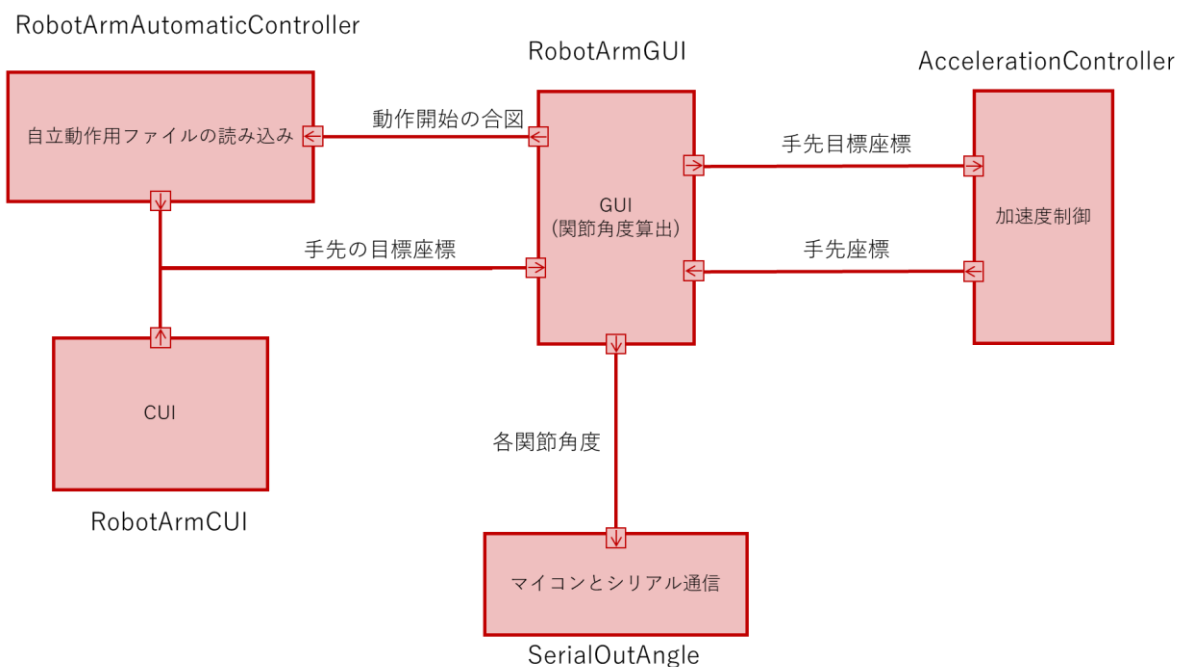 RobotArmAutomaticController
RobotArmGUI
AccelerationController
自立動作用ファイルの読み込み
動作開始の合図
手先目標座標
GUI
(関節角度算出)
加速度制御
手先の目標座標
手先座標
CUI
各関節角度
RobotArmCUI
マイコンとシリアル通信
SerialOutAngle